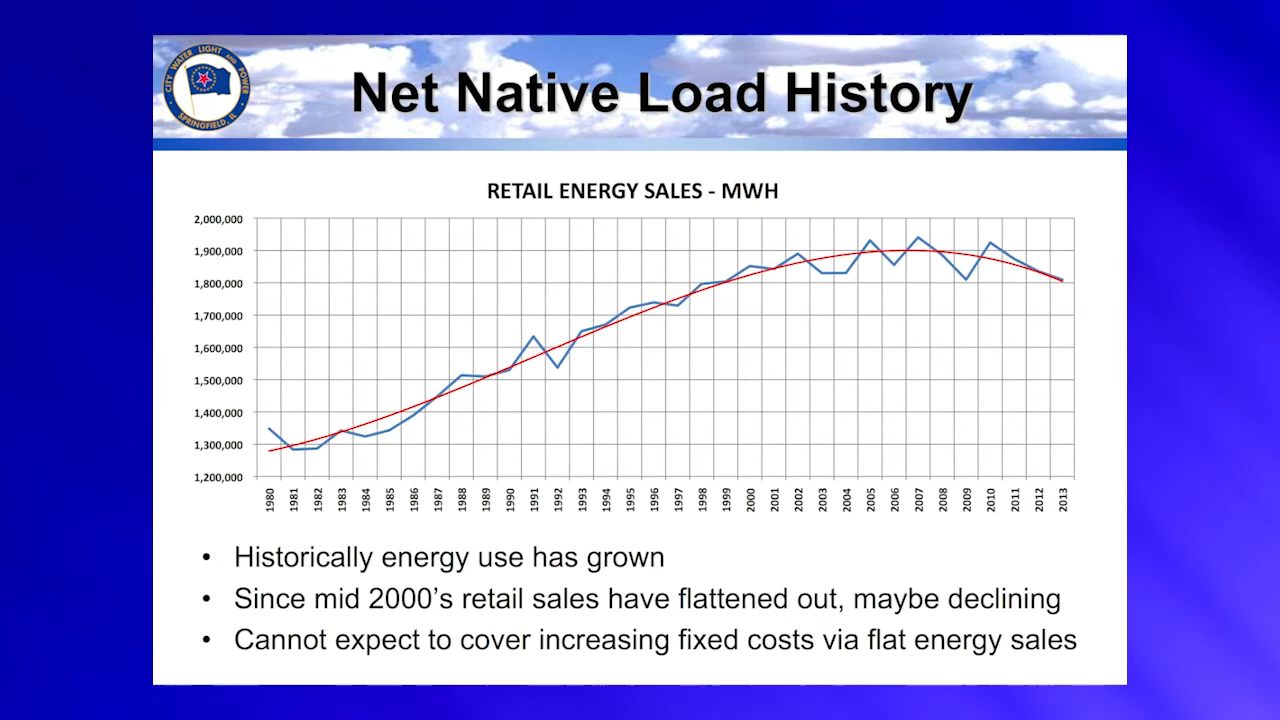 CITY WATER LIGHT AND POWER
SPRINGFIELD, IL
Net Native Load History
RETAIL ENERGY SALES - MWH
2,000,000
1,900,000
1,800,000
1,700,000
1,600,000
1,500,000
1,400,000
1,300,000
1,200,000
1980 1981 1982 1983 1984 1985 1986 1987 1988 1989 1990 1991 1992 1993 1994 1995 1996 1997 1998 1999 2000 2001 2002 2003 2004 2005 2006 2007 2008 2009 2010 2011 2012 2013
• Historically energy use has grown
• Since mid 2000’s retail sales have flattened out, maybe declining
• Cannot expect to cover increasing fixed costs via flat energy sales